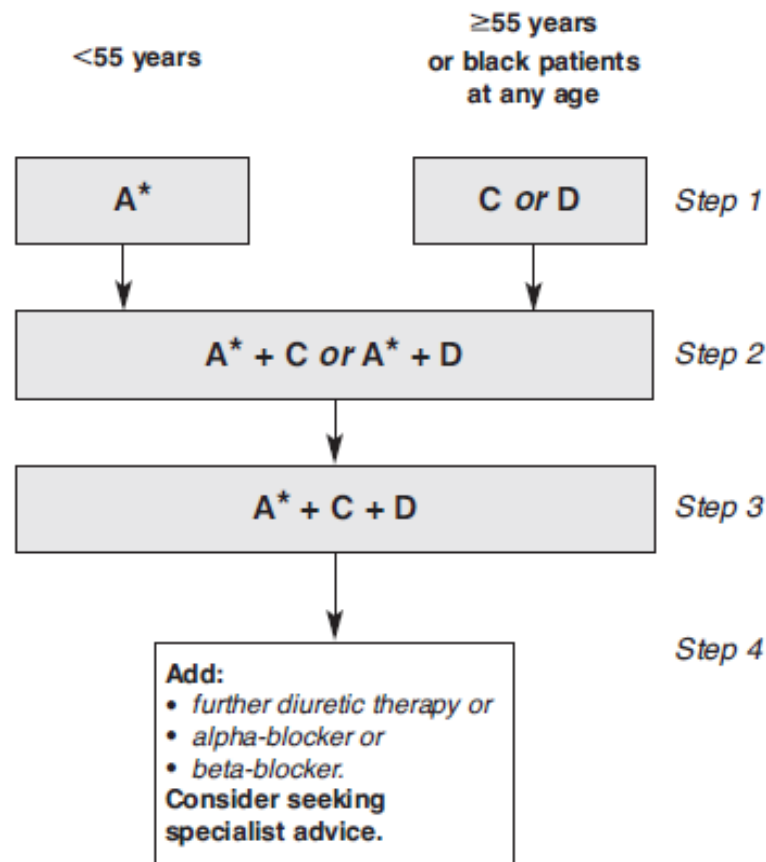 <55 years
≥55 years
or black patients
at any age
A*
C or D
Step 1
A* + C or A* + D
Step 2
A* + C + D
Step 3
Step 4
Add:
• further diuretic therapy or
• alpha-blocker or
• beta-blocker.
Consider seeking
specialist advice.